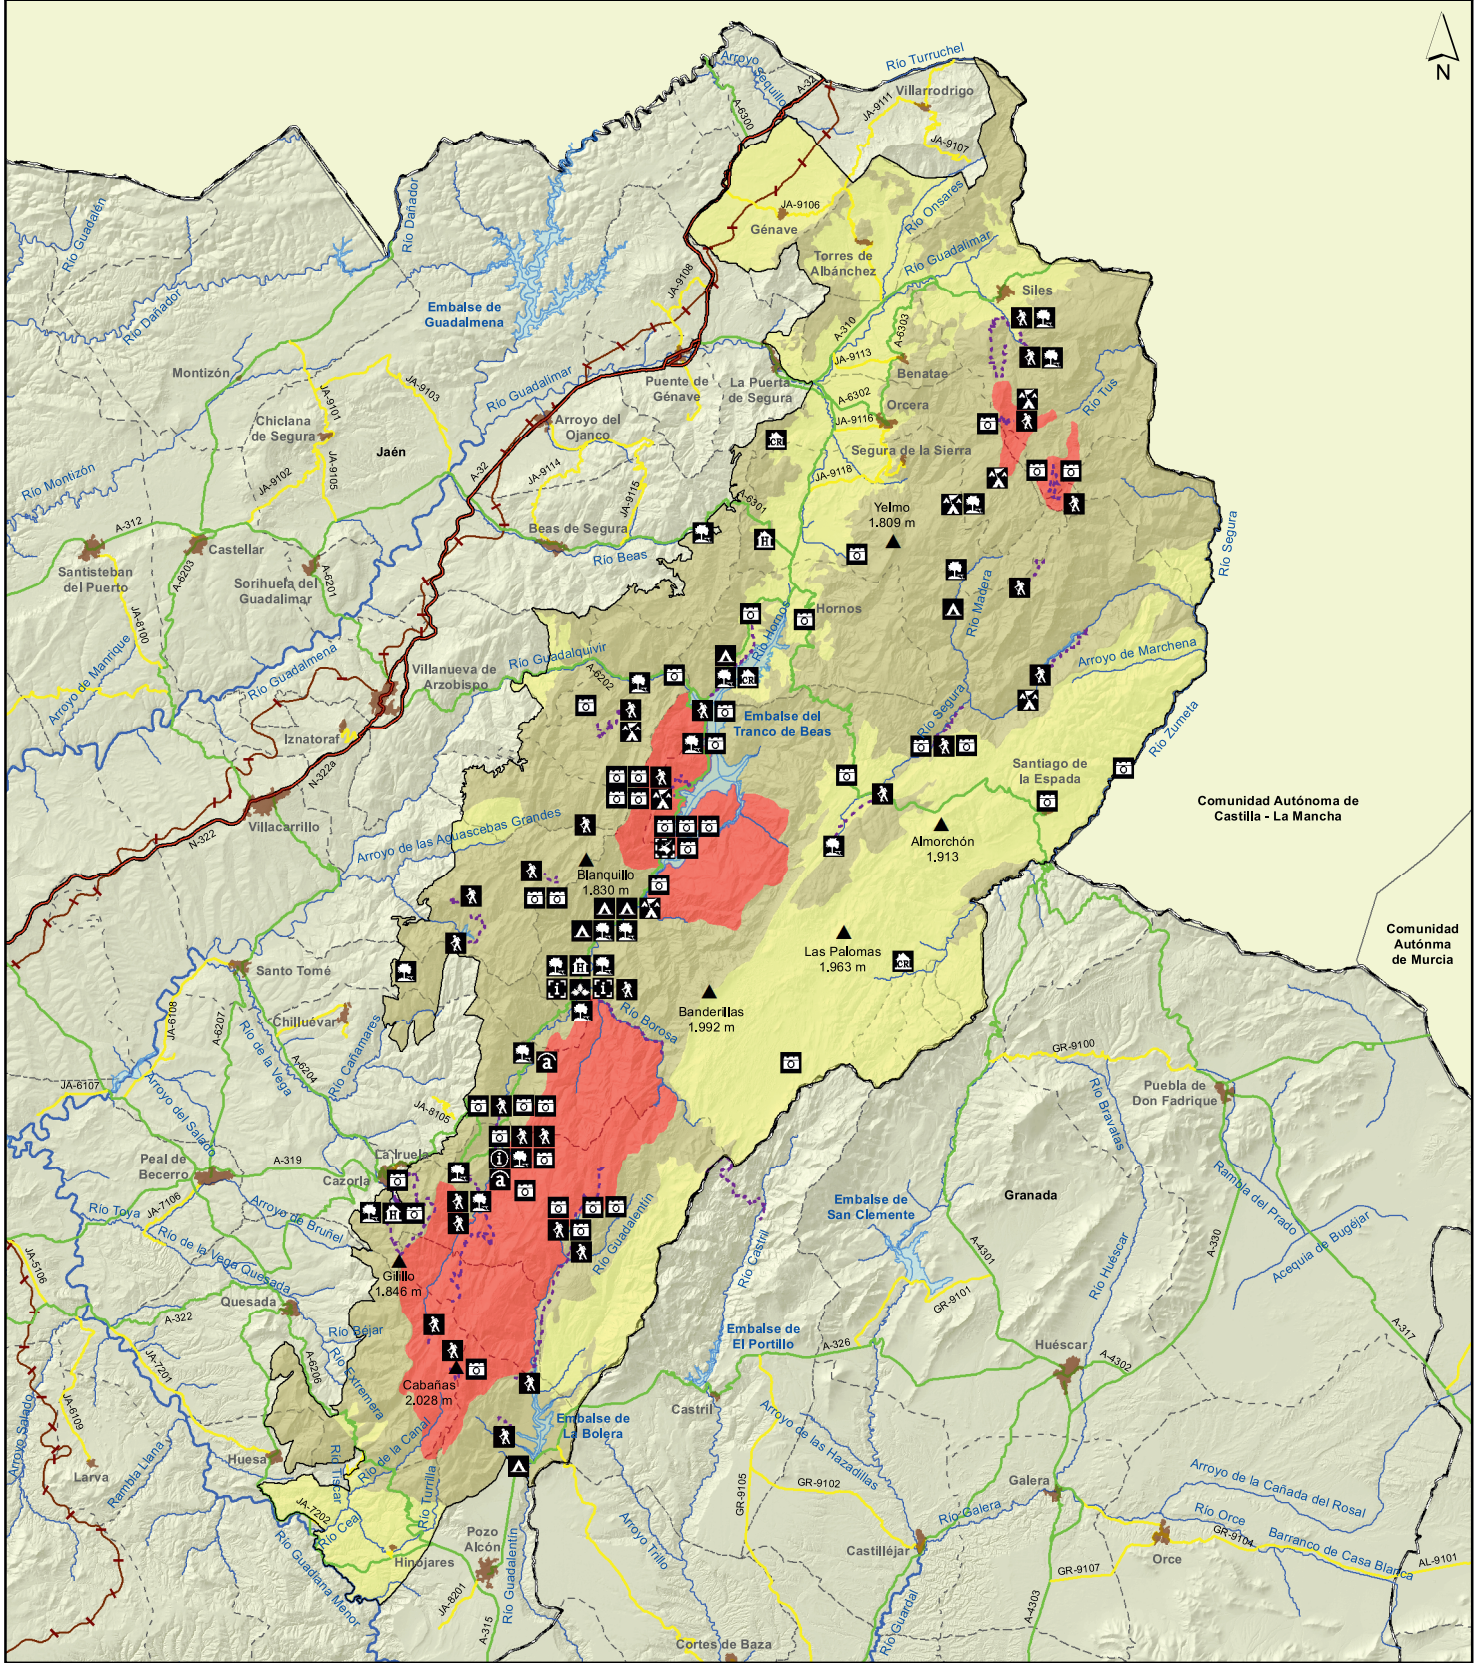 N
Río Turruchel
Arroyo Sequillo
A-32
A-6300
Villarrodrigo
JA-9111
JA-9107
Río Guadalén
Río Dañador
Río Dañador
JA-9106
Génave
Río Onsares
Torres de
Albánchez
Río Guadalimar
JA-9108
Embalse de
Guadalmena
Siles
A-310
A-6303
JA-9113
Benatae
Montizón
JA-9101
JA-9103
Río Guadalimar
Puente de
Génave
La Puerta
de Segura
A-6302
Orcera
Río Tus
Chiclana
de Segura
Arroyo del
Ojanco
JA-9116
Jaén
CR
Segura de la Sierra
Río Montizón
JA-9102
JA-9105
A-32
JA-9114
JA-9115
JA-9118
A-6301
Yelmo
1.809 m
A-312
Castellar
Beas de Segura
H
Río Segura
Santisteban
del Puerto
A-6203
Sorihuela del
Guadalimar
A-6201
Río Beas
Río Madera
JA-8100
Hornos
Río Hornos
Arroyo de Manrique
Río Guadalmena
Villanueva de
Arzobispo
Río Guadalquivir
A-6202
CR
Arroyo de Marchena
Iznatoraf
Embalse del
Tranco de Beas
Río Segura
Río Zumeta
N-322a
Santiago de
la Espada
Comunidad Autónoma de
Castilla - La Mancha
Villacarrillo
N-322
Arroyo de las Aguascebas Grandes
Almorchón
1.913
Blanquillo
1.830 m
Comunidad
Autónma
de Murcia
Las Palomas
1.963 m
CR
Santo Tomé
H
i
i
JA-6108
A-6207
Chilluévar
Río Cañamares
Río de la Vega
A-6204
Banderillas
1.992 m
Río Borosa
GR-9100
a
JA-6107
Arroyo del Salado
JA-8105
Puebla de
Don Fadrique
Río Bravatas
Peal de
Becerro
A-319
La Iruela
Cazorla
i
a
JA-7106
Río Toya
Arroyo de Bruñel
H
Río Guadalentín
Embalse de
San Clemente
Granada
Rambla del Prado
Río de la Vega Quesada
JA-5106
Gilillo
1.846 m
Río Castril
A-4301
A-330
Acequia de Bugéjar
Río Huéscar
GR-9101
Quesada
A-322
Río Béjar
Río Extremera
A-6206
Embalse de
El Portillo
A-326
Huéscar
A-4302
A-317
JA-7201
JA-6109
Cabañas
2.028 m
Castril
Arroyo Salado
Río de la Canal
Embalse de
La Bolera
Arroyo de las Hazadillas
Huesa
Larva
Rambla Llana
Río Tíscar
GR-9105
GR-9102
Galera
Arroyo de la Cañada del Rosal
JA-7202
Río Ceal
Río Turrilla
Río Galera
Río Orce
Pozo
Alcón
Río Guadalentín
Arroyo Trillo
Castilléjar
Orce
GR-9104
Barranco de Casa Blanca
Hinojares
Río Guadiana Menor
GR-9107
AL-9101
JA-8201
A-315
Río Guardal
A-4303
Cortes de Baza